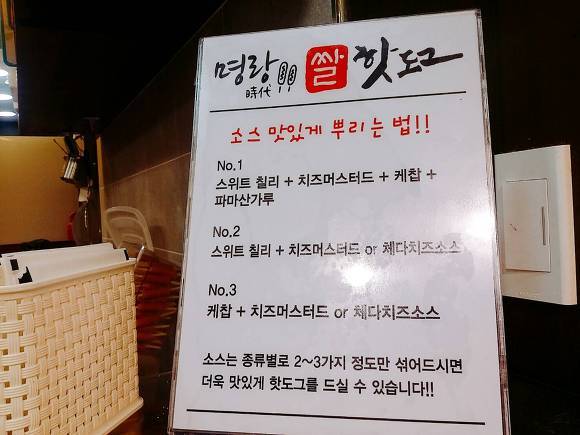 명랑 쌀 핫도그
時代
소스 맛있게 뿌리는 법!!
No.1
스위트 칠리 + 치즈머스터드 + 케찹 +
파마산가루
No.2
스위트 칠리 + 치즈머스터드 or 체다치즈소스
No.3
케찹 + 치즈머스터드 or 체다치즈소스
소스는 종류별로 2~3가지 정도만 섞어드시면
더욱 맛있게 핫도그를 드실 수 있습니다!!